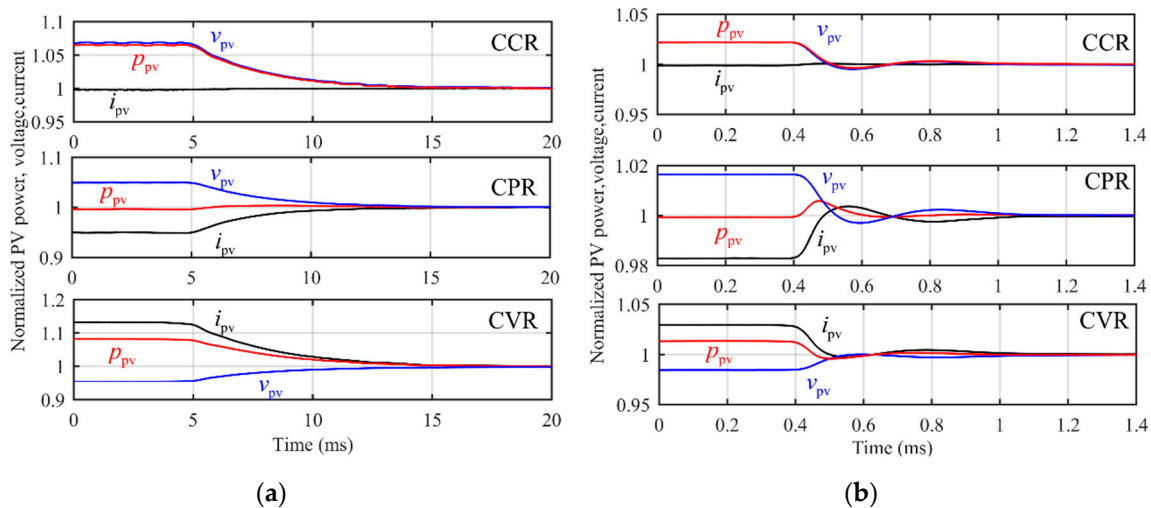 Normalized PV power, voltage,current
1.1
1.05
1
0.95
v_pv
p_pv
i_pv
CCR
0 5 10 15 20
1.1
1
0.9
v_pv
p_pv
i_pv
CPR
0 5 10 15 20
1.2
1.1
1
0.9
i_pv
p_pv
v_pv
CVR
0 5 10 15 20
Time (ms)
(a)
Normalized PV power,voltage,current
1.05
1
0.95
p_pv
v_pv
i_pv
CCR
0 0.2 0.4 0.6 0.8 1 1.2 1.4
1.02
1
0.98
v_pv
p_pv
i_pv
CPR
0 0.2 0.4 0.6 0.8 1 1.2 1.4
1.05
1
0.95
i_pv
p_pv
v_pv
CVR
0 0.2 0.4 0.6 0.8 1 1.2 1.4
Time (ms)
(b)